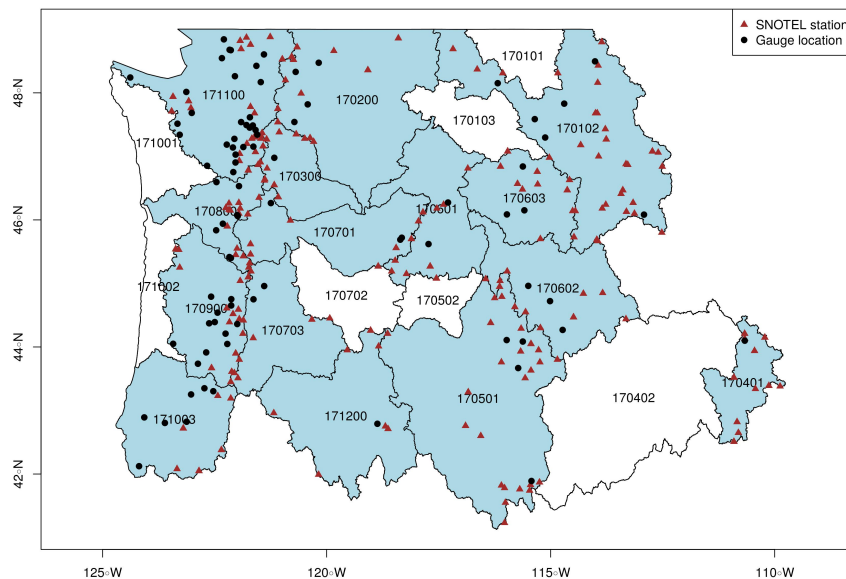 SNOTEL station
Gauge location
170101
171100
170200
170103
170102
171001
170300
170603
170800
170601
170701
171002
170702
170502
170602
170900
170703
170401
170501
170402
171003
171200
48◦N
46◦N
44◦N
42◦N
125◦W
120◦W
115◦W
110◦W